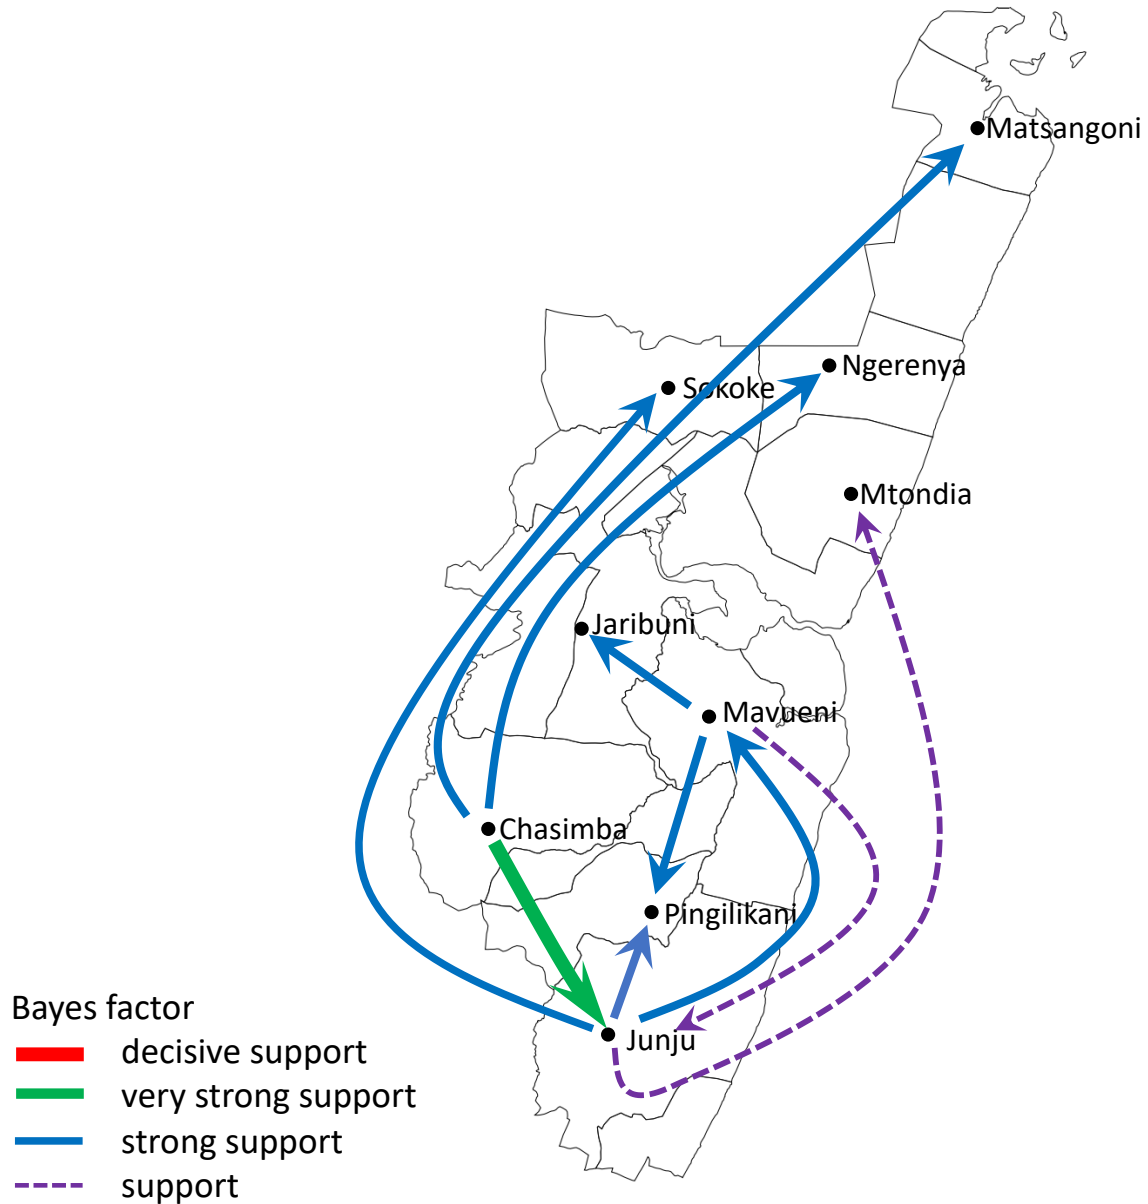 Matsangoni
Ngerenya
Sokoke
Mtondia
Jaribuni
Mavueni
Chasimba
Pingilikani
Junju
Bayes factor
decisive support
very strong support
strong support
support